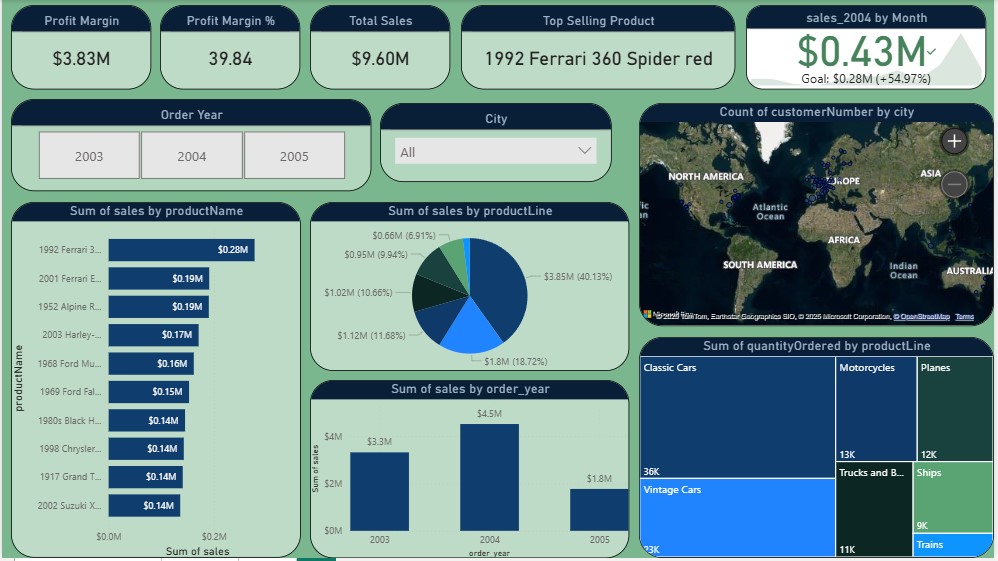 Profit Margin
$3.83M
Profit Margin %
39.84
Total Sales
$9.60M
Top Selling Product
1992 Ferrari 360 Spider red
sales_2004 by Month
$0.43M✓
Goal: $0.28M (+54.97%)
Order Year
2003
2004
2005
City
All
Count of customerNumber by city
NORTH AMERICA
EUROPE
ASIA
Atlantic
Ocean
AFRICA
SOUTH AMERICA
Indian
Ocean
AUSTRALIA
© 2025 TomTom, Earthstar Geographics SIO, © 2025 Microsoft Corporation, © OpenStreetMap Terms
Sum of sales by productName
productName
1992 Ferrari 3...
$0.28M
2001 Ferrari E...
$0.19M
1952 Alpine R...
$0.19M
2003 Harley-...
$0.17M
1968 Ford Mu...
$0.16M
1969 Ford Fal...
$0.15M
1980s Black H...
$0.14M
1998 Chrysler...
$0.14M
1917 Grand T...
$0.14M
2002 Suzuki X...
$0.14M
$0.0M
$0.2M
Sum of sales
Sum of sales by productLine
$0.66M (6.91%)
$0.95M (9.94%)
$1.02M (10.66%)
$1.12M (11.68%)
$3.85M (40.13%)
$1.8M (18.72%)
Sum of sales by order_year
Sum of sales
$4M
$2M
$0M
$3.3M
$4.5M
$1.8M
2003
2004
2005
order_year
Sum of quantityOrdered by productLine
Classic Cars
36K
Vintage Cars
23K
Motorcycles
13K
Planes
12K
Trucks and B...
11K
Ships
9K
Trains